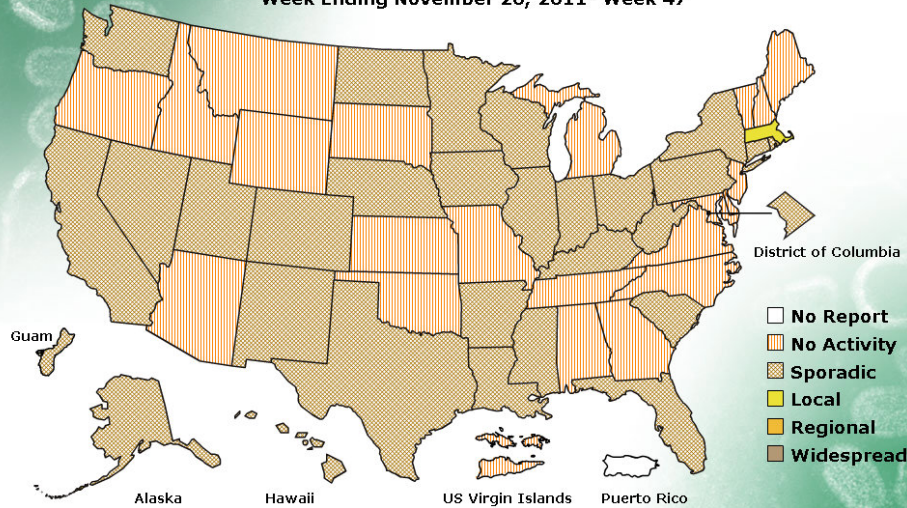 Week Ending November 26, 2011- Week 47
District of Columbia
No Report
No Activity
Guam
Sporadic
Local
Regional
Widespread
Alaska
Hawaii
US Virgin Islands
Puerto Rico